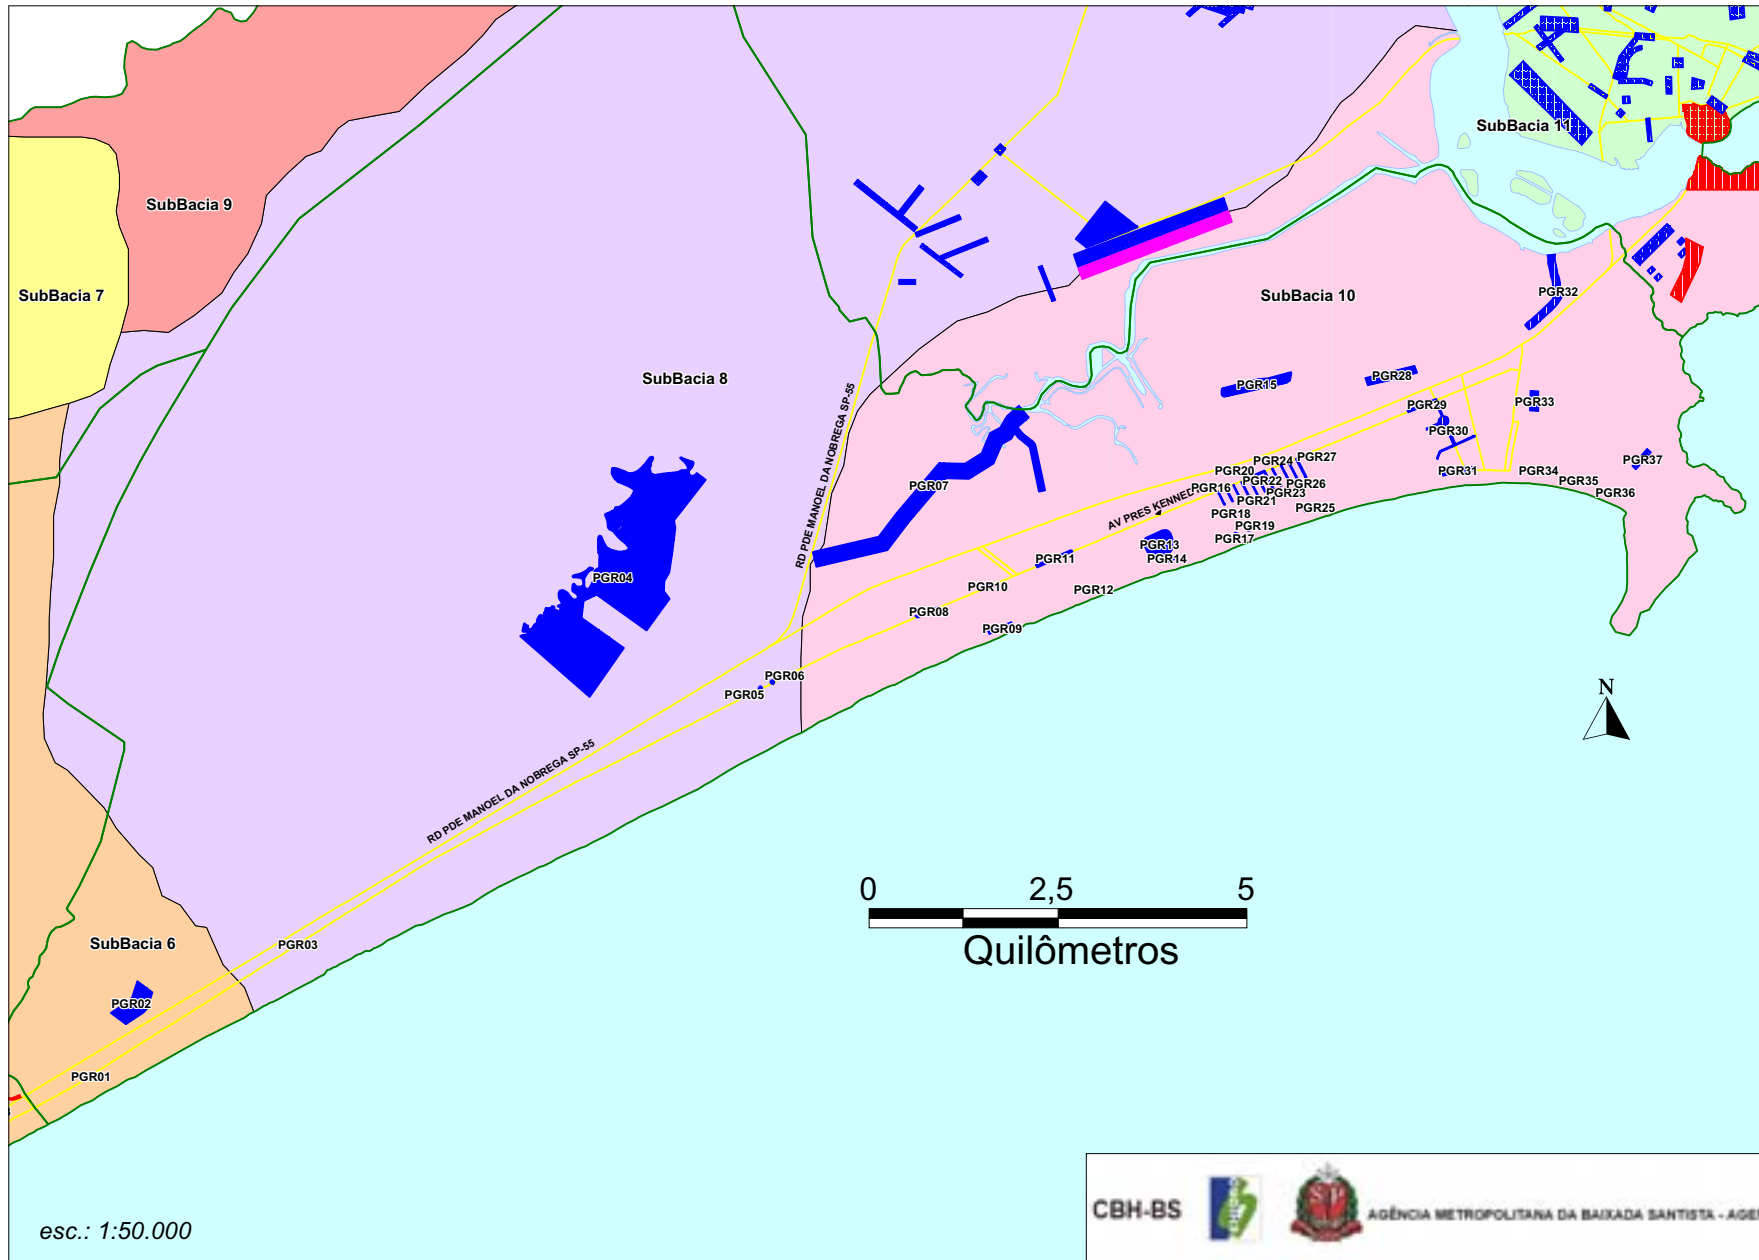 SubBacia 11
SubBacia 9
SubBacia 7
SubBacia 10
PGR32
SubBacia 8
PGR15
PGR28
PGR29
PGR33
RD PDE MANOEL DA NOBREGA SP-55
PGR30
PGR07
PGR20
PGR24
PGR27
PGR31
PGR34
PGR37
PGR16
PGR22
PGR26
PGR35
PGR23
PGR36
PGR21
PGR25
AV PRES KENNED
PGR18
PGR19
PGR17
PGR13
PGR14
PGR11
PGR04
PGR10
PGR12
PGR08
PGR09
PGR06
PGR05
N
RD PDE MANOEL DA NOBREGA SP-55
0 2,5 5
Quilômetros
SubBacia 6
PGR03
PGR02
PGR01
CBH-BS
SP
AGÊNCIA METROPOLITANA DA BAIXADA SANTISTA - AGE
esc.: 1:50.000